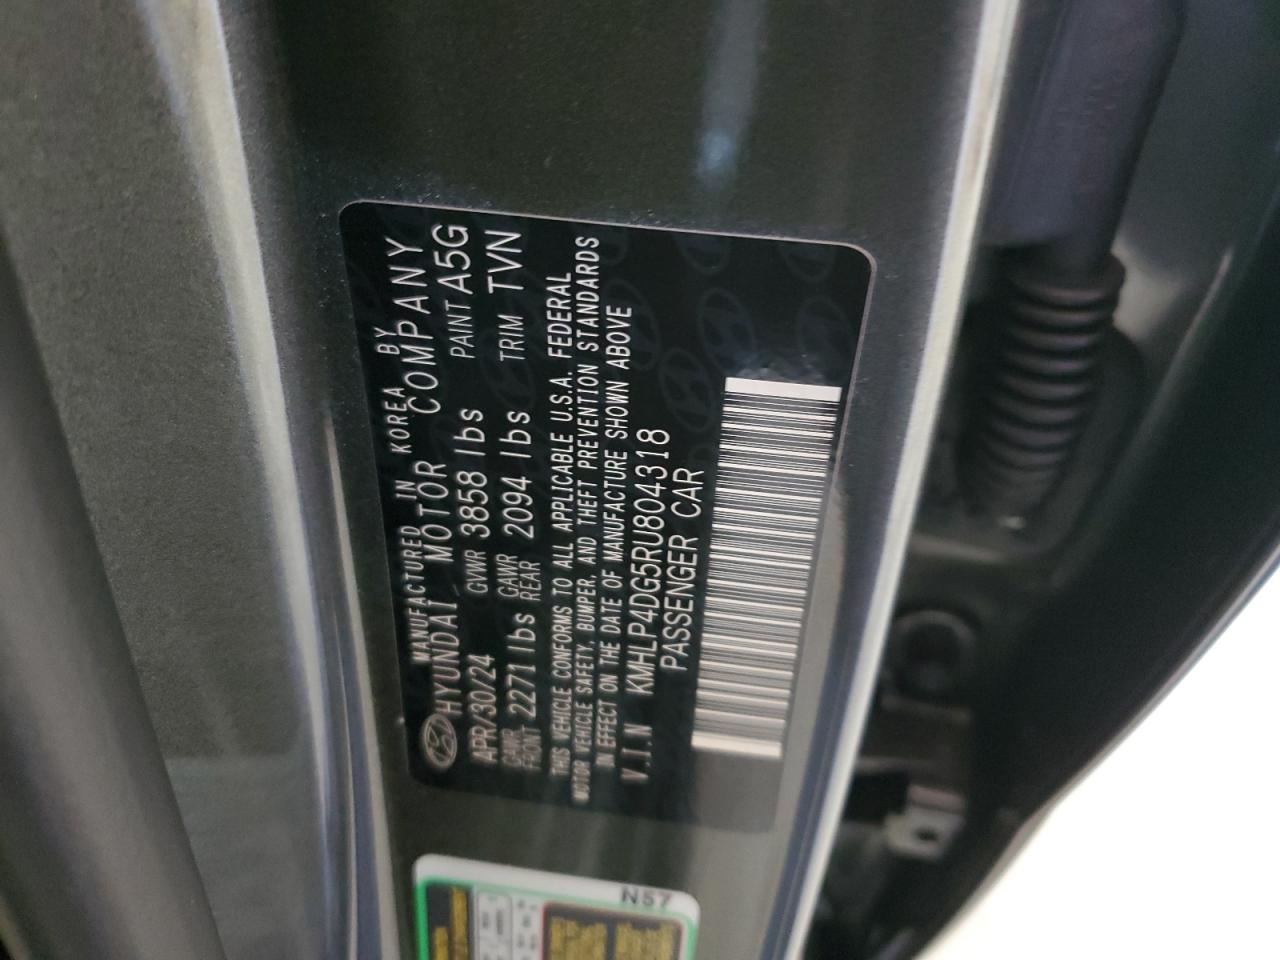 MANUFACTURED IN KOREA BY
HYUNDAI MOTOR COMPANY
APR/30/24 GVWR 3858 lbs PAINT A5G
GAWR FRONT 2271 lbs GAWR REAR 2094 lbs TRIM TVN
THIS VEHICLE CONFORMS TO ALL APPLICABLE U.S.A. FEDERAL
MOTOR VEHICLE SAFETY, BUMPER, AND THEFT PREVENTION STANDARDS
IN EFFECT ON THE DATE OF MANUFACTURE SHOWN ABOVE
V.I.N KMHLP4DG5RU804318
PASSENGER CAR
N57